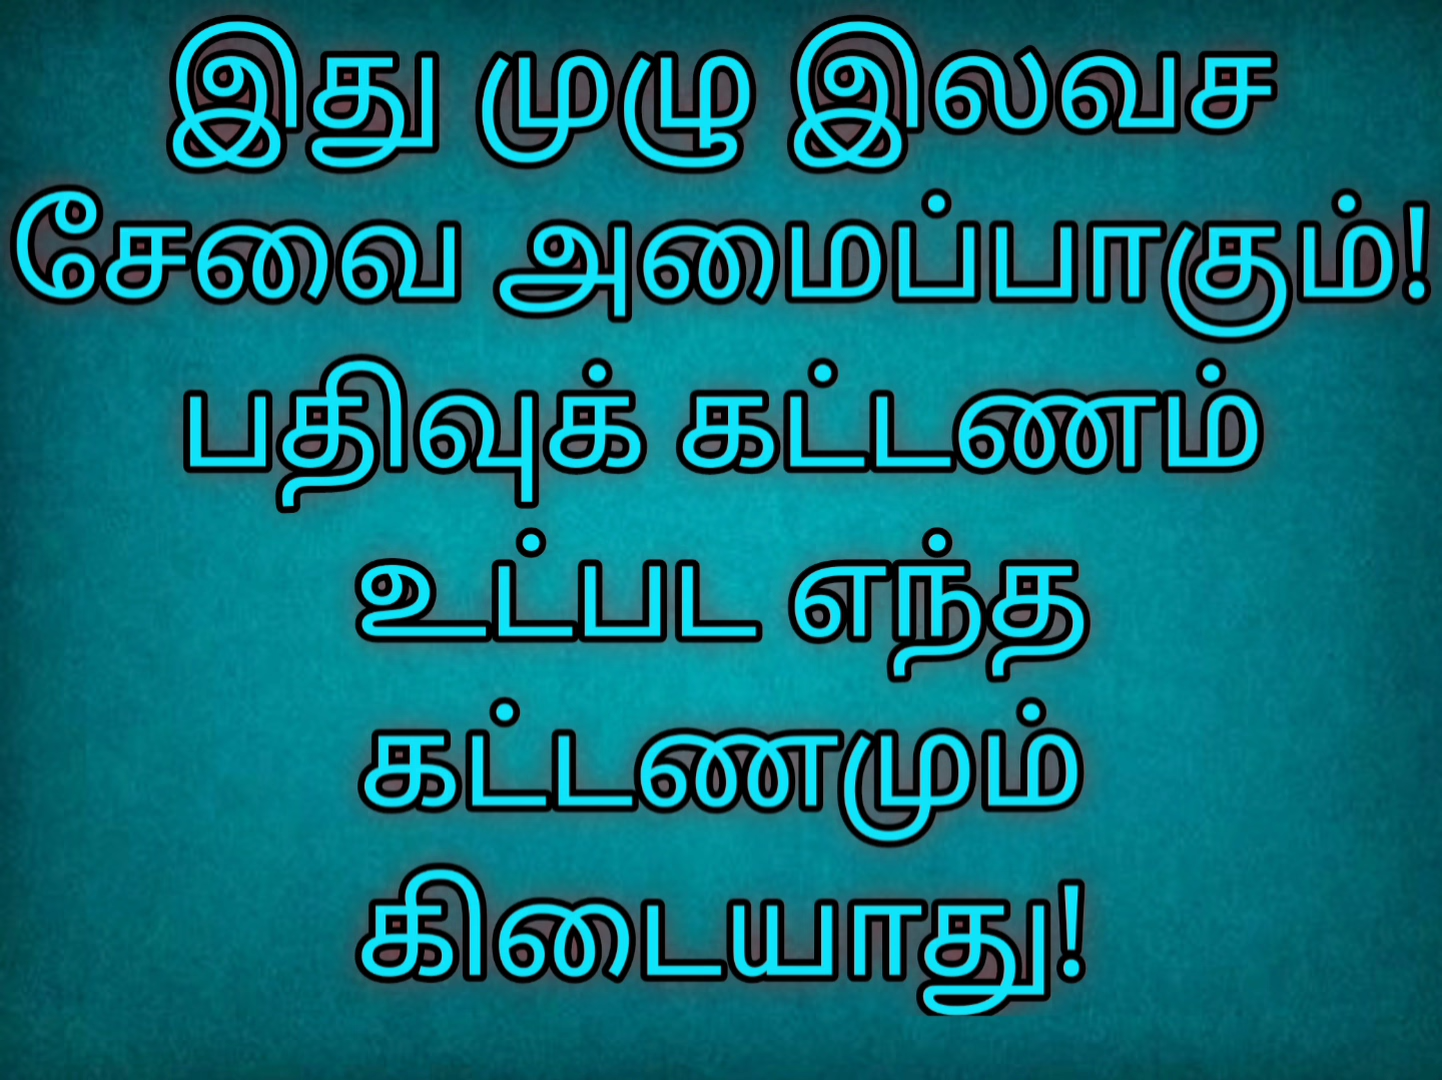 இது முழு இலவச
சேவை அமைப்பாகும்!
பதிவுக் கட்டணம்
உட்பட எந்த
கட்டணமும்
கிடையாது!